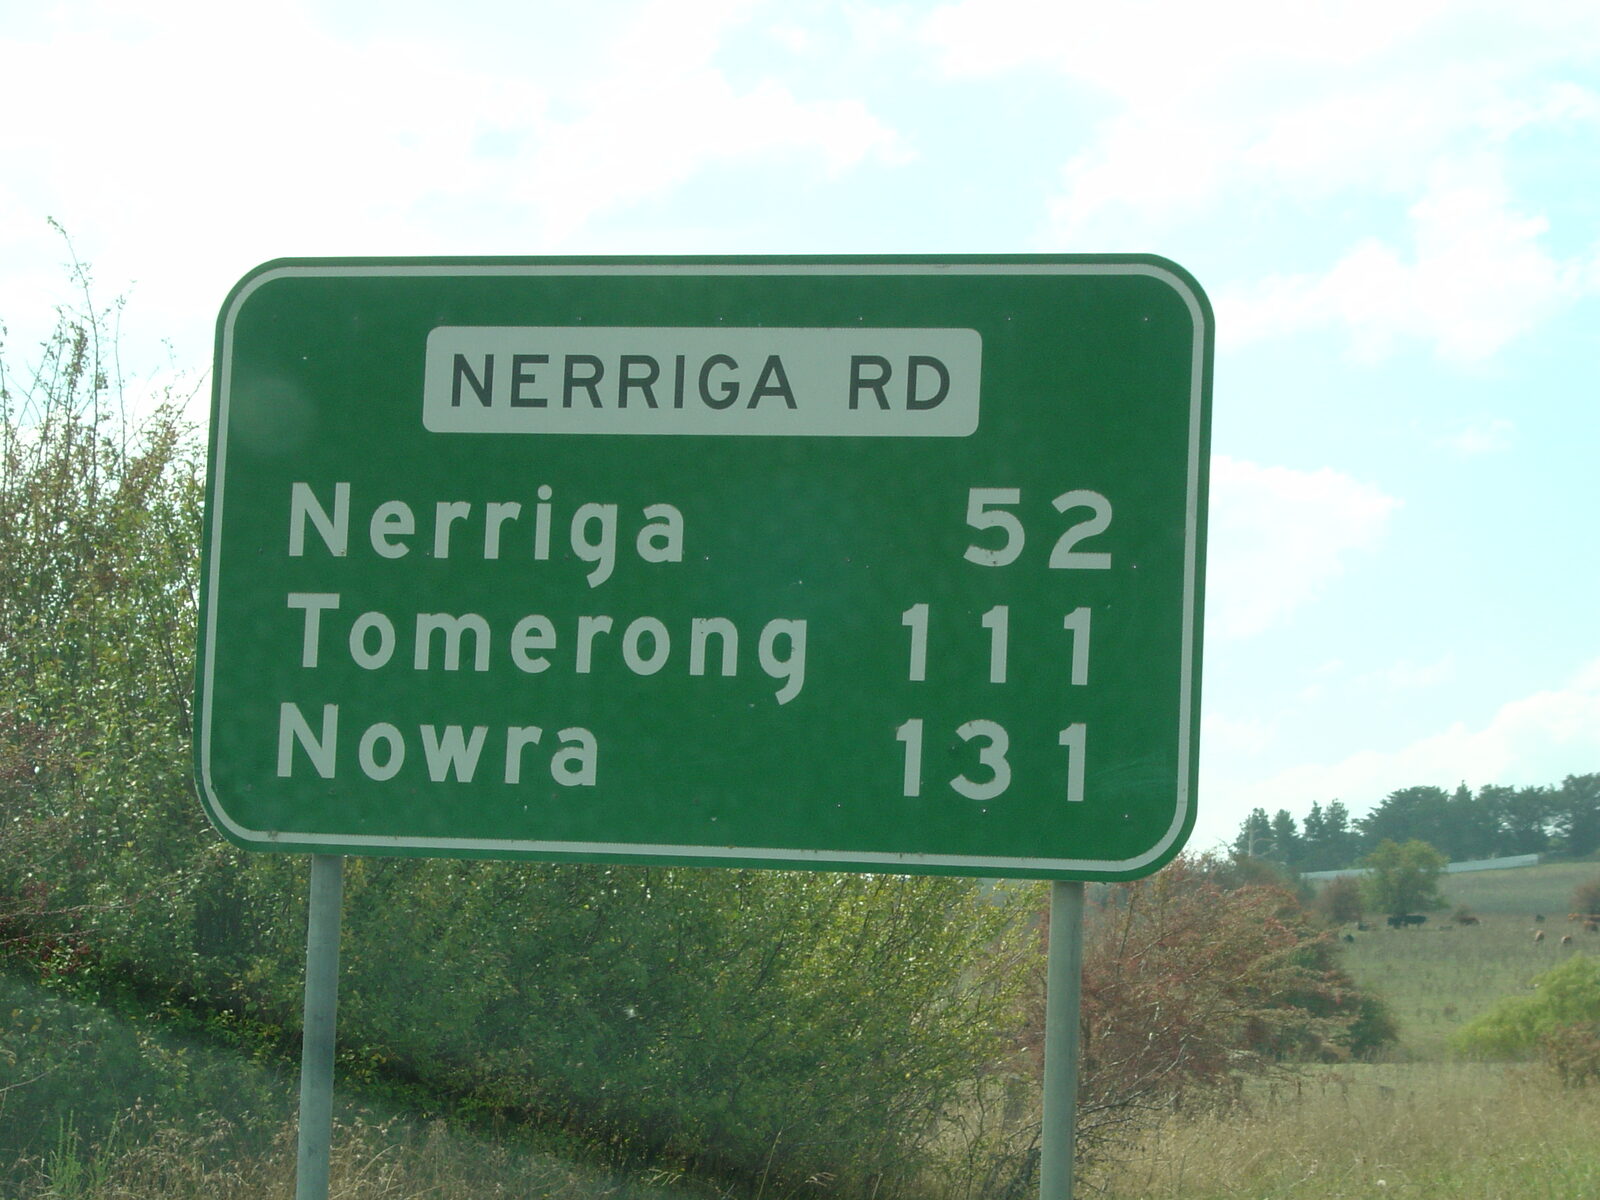 NERRIGA RD
Nerriga 52
Tomerong 111
Nowra 131